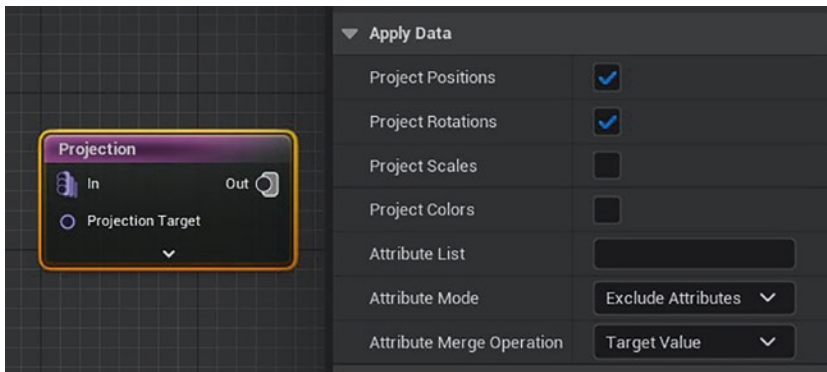 Projection
In
Out
Projection Target
Apply Data
Project Positions
Project Rotations
Project Scales
Project Colors
Attribute List
Attribute Mode
Exclude Attributes
Attribute Merge Operation
Target Value